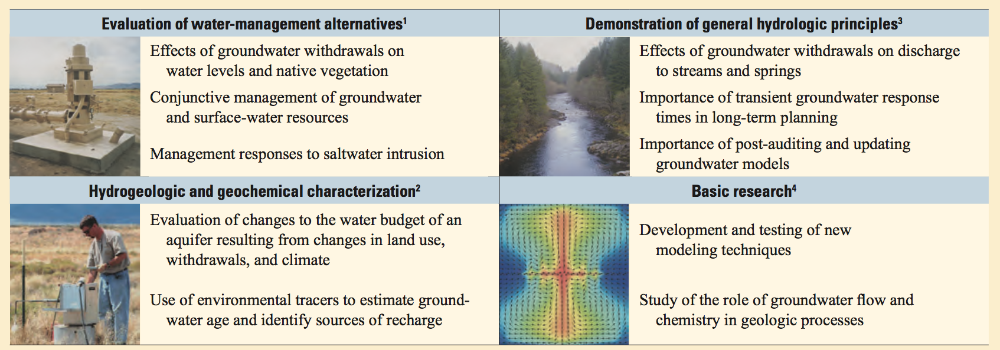 Evaluation of water-management alternatives¹
Effects of groundwater withdrawals on
water levels and native vegetation
Conjunctive management of groundwater
and surface-water resources
Management responses to saltwater intrusion
Demonstration of general hydrologic principles³
Effects of groundwater withdrawals on discharge
to streams and springs
Importance of transient groundwater response
times in long-term planning
Importance of post-auditing and updating
groundwater models
Hydrogeologic and geochemical characterization²
Evaluation of changes to the water budget of an
aquifer resulting from changes in land use,
withdrawals, and climate
Use of environmental tracers to estimate ground-
water age and identify sources of recharge
Basic research⁴
Development and testing of new
modeling techniques
Study of the role of groundwater flow and
chemistry in geologic processes